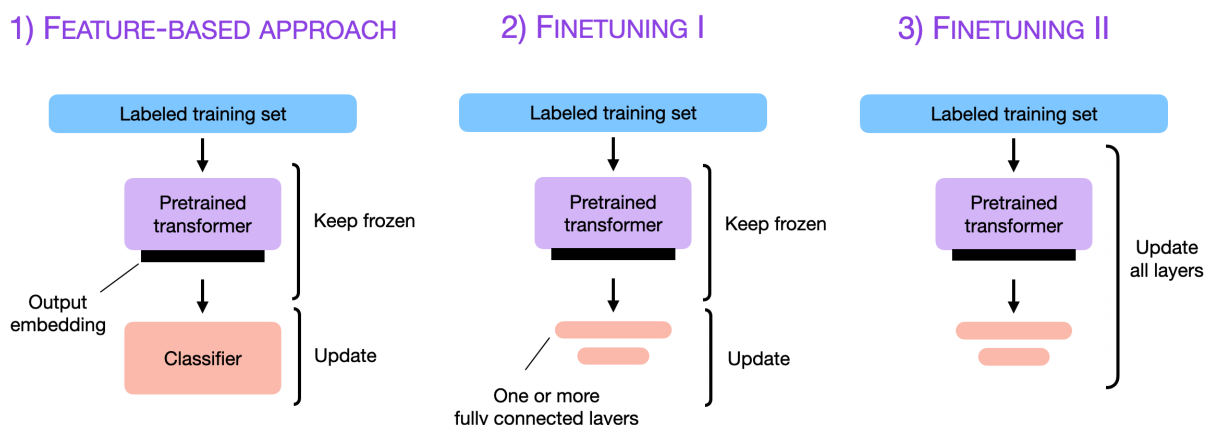 1) FEATURE-BASED APPROACH
Labeled training set
Pretrained
transformer
Keep frozen
Output
embedding
Classifier
Update
2) FINETUNING I
Labeled training set
Pretrained
transformer
Keep frozen
Update
One or more
fully connected layers
3) FINETUNING II
Labeled training set
Pretrained
transformer
Update
all layers